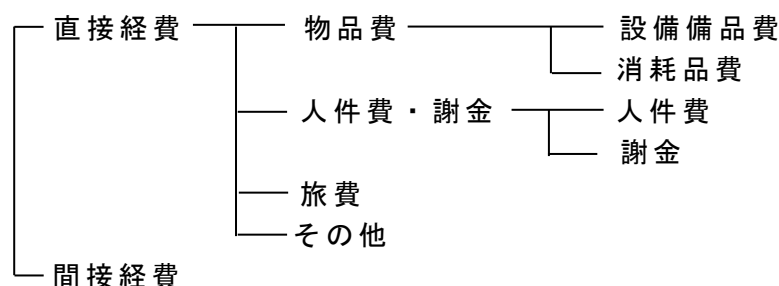 直接経費 物品費 設備備品費
消耗品費
人件費・謝金 人件費
謝金
旅費
その他
間接経費